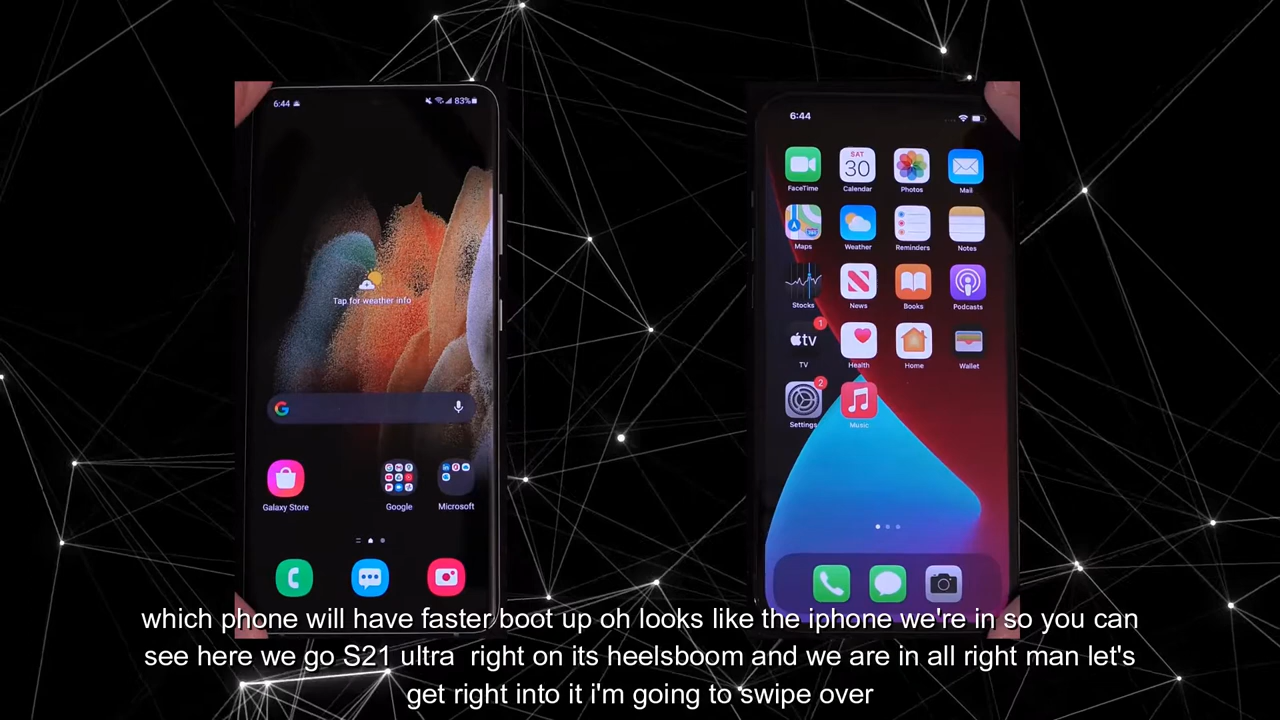 6:44
83%
Tap for weather info
Galaxy Store
Google
Microsoft
6:44
FaceTime
SAT
30
Calendar
Photos
Mail
Maps
Weather
Reminders
Notes
Stocks
News
Books
Podcasts
1
tv
TV
Health
Home
Wallet
2
Settings
Music
which phone will have faster boot up oh looks like the iphone we're in so you can
see here we go S21 ultra right on its heelsboom and we are in all right man let's
get right into it i'm going to swipe over